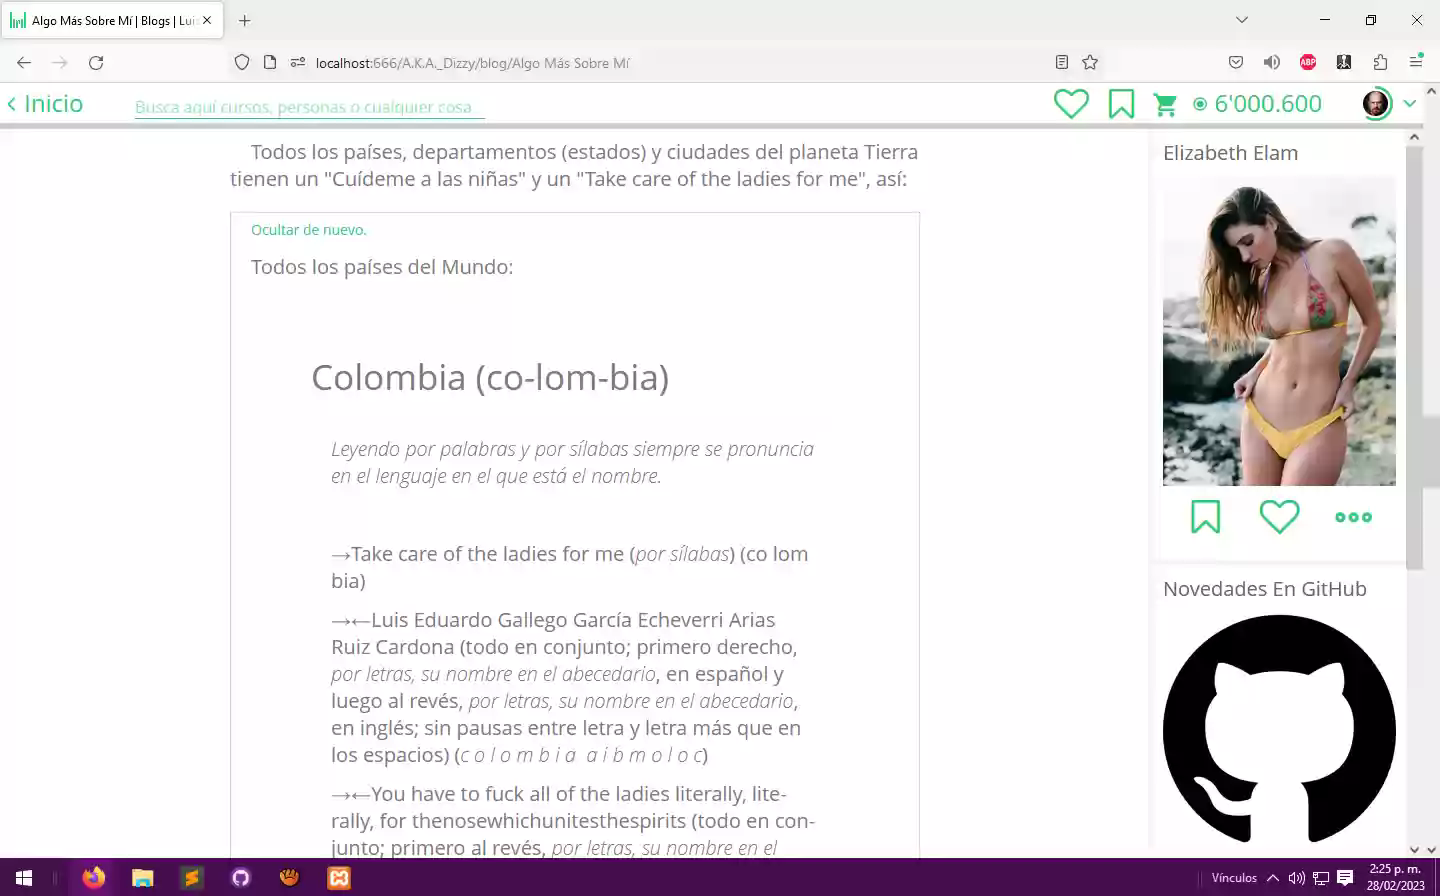 Algo Más Sobre Mí | Blogs | Luis
localhost:666/A.K.A._Dizzy/blog/Algo Más Sobre Mí
ABP
Inicio
Busca aquí cursos, personas o cualquier cosa
6'000.600
Todos los países, departamentos (estados) y ciudades del planeta Tierra
tienen un "Cuídeme a las niñas" y un "Take care of the ladies for me", así:
Ocultar de nuevo.
Todos los países del Mundo:
Colombia (co-lom-bia)
Leyendo por palabras y por sílabas siempre se pronuncia
en el lenguaje en el que está el nombre.
→Take care of the ladies for me (por sílabas) (co lom
bia)
→←Luis Eduardo Gallego García Echeverri Arias
Ruiz Cardona (todo en conjunto; primero derecho,
por letras, su nombre en el abecedario, en español y
luego al revés, por letras, su nombre en el abecedario,
en inglés; sin pausas entre letra y letra más que en
los espacios) (c o l o m b i a  a i b m o l o c)
→←You have to fuck all of the ladies literally, lite-
rally, for thenosewhichunitesthespirits (todo en con-
junto; primero al revés, por letras, su nombre en el
Elizabeth Elam
Novedades En GitHub
Vínculos
2:25 p. m.
28/02/2023